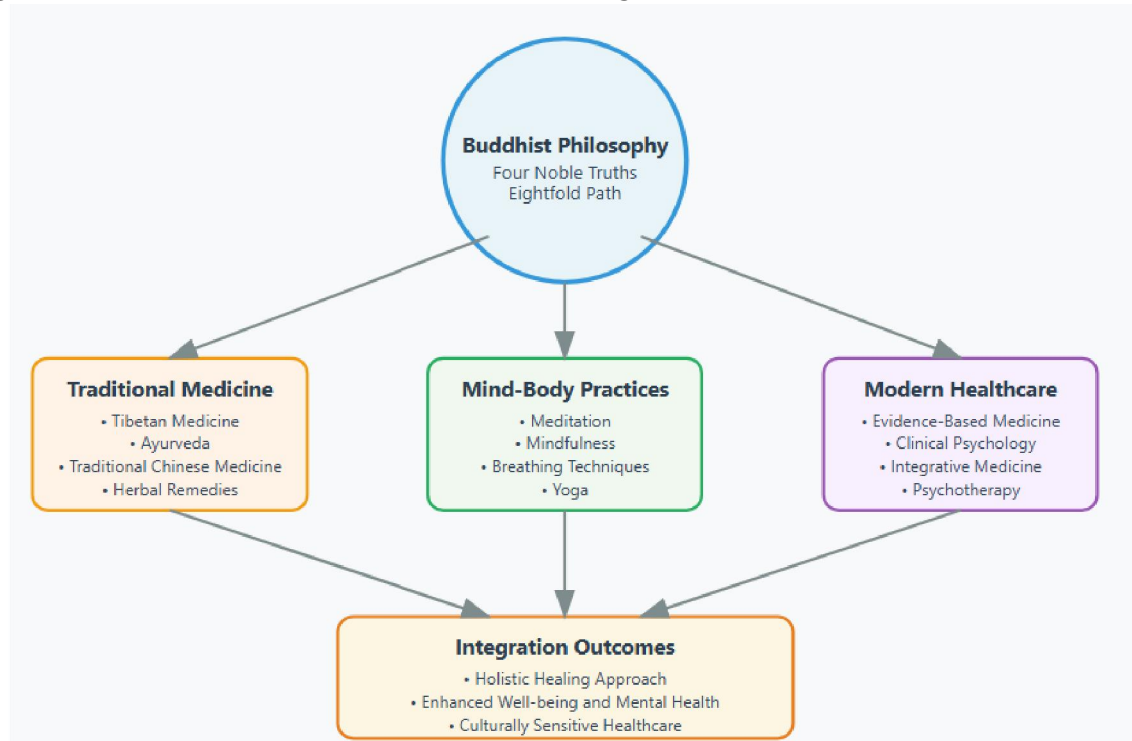 Buddhist Philosophy
Four Noble Truths
Eightfold Path
Traditional Medicine
• Tibetan Medicine
• Ayurveda
• Traditional Chinese Medicine
• Herbal Remedies
Mind-Body Practices
• Meditation
• Mindfulness
• Breathing Techniques
• Yoga
Modern Healthcare
• Evidence-Based Medicine
• Clinical Psychology
• Integrative Medicine
• Psychotherapy
Integration Outcomes
• Holistic Healing Approach
• Enhanced Well-being and Mental Health
• Culturally Sensitive Healthcare